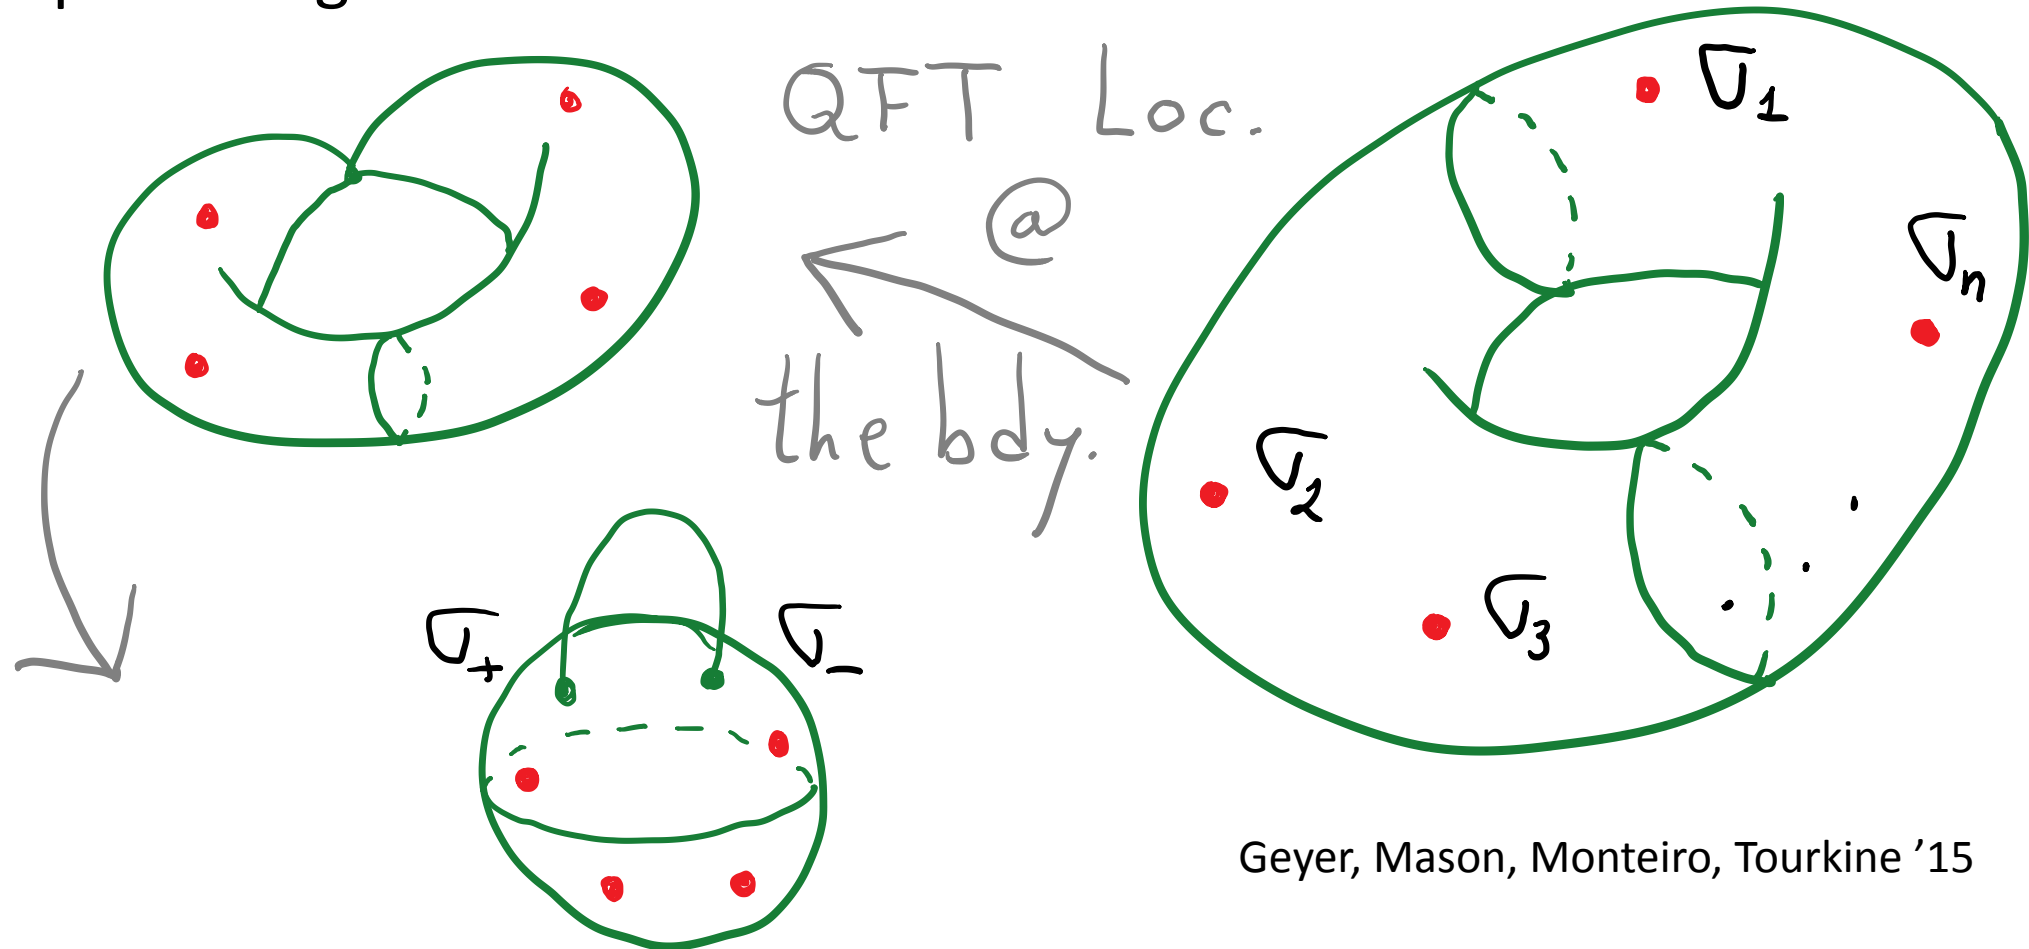 QFT Loc.
@
the bdy.
σ₁
σₙ
σ₂
σ₃
σ₊
σ₋
Geyer, Mason, Monteiro, Tourkine ’15